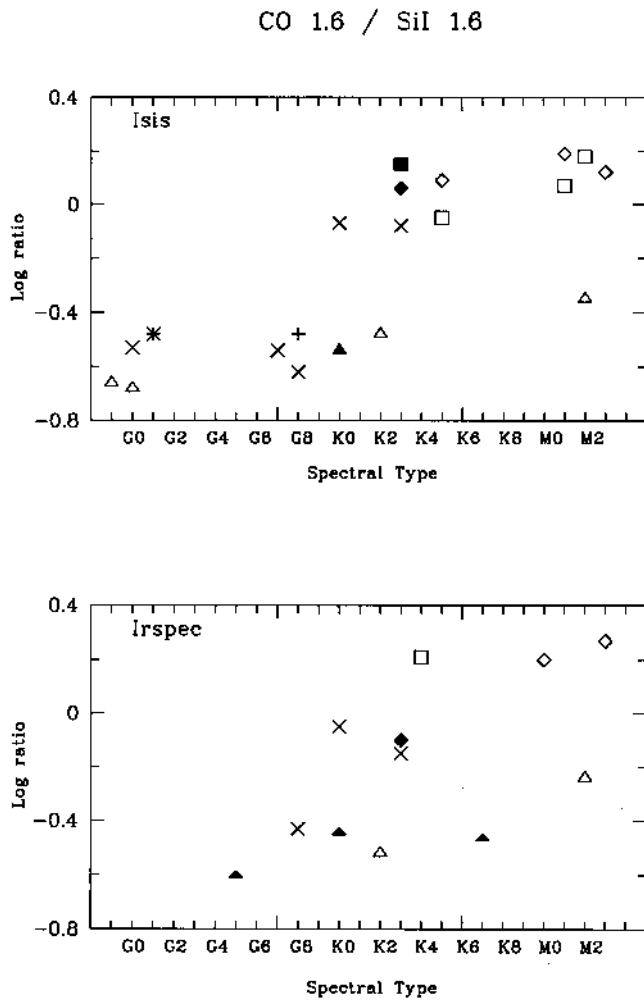 CO 1.6 / SiI 1.6
0.4
Isis
0
Log ratio
−0.4
−0.8
G0 G2 G4 G6 G8 K0 K2 K4 K6 K8 M0 M2
Spectral Type
0.4
Irspec
0
Log ratio
−0.4
−0.8
G0 G2 G4 G6 G8 K0 K2 K4 K6 K8 M0 M2
Spectral Type